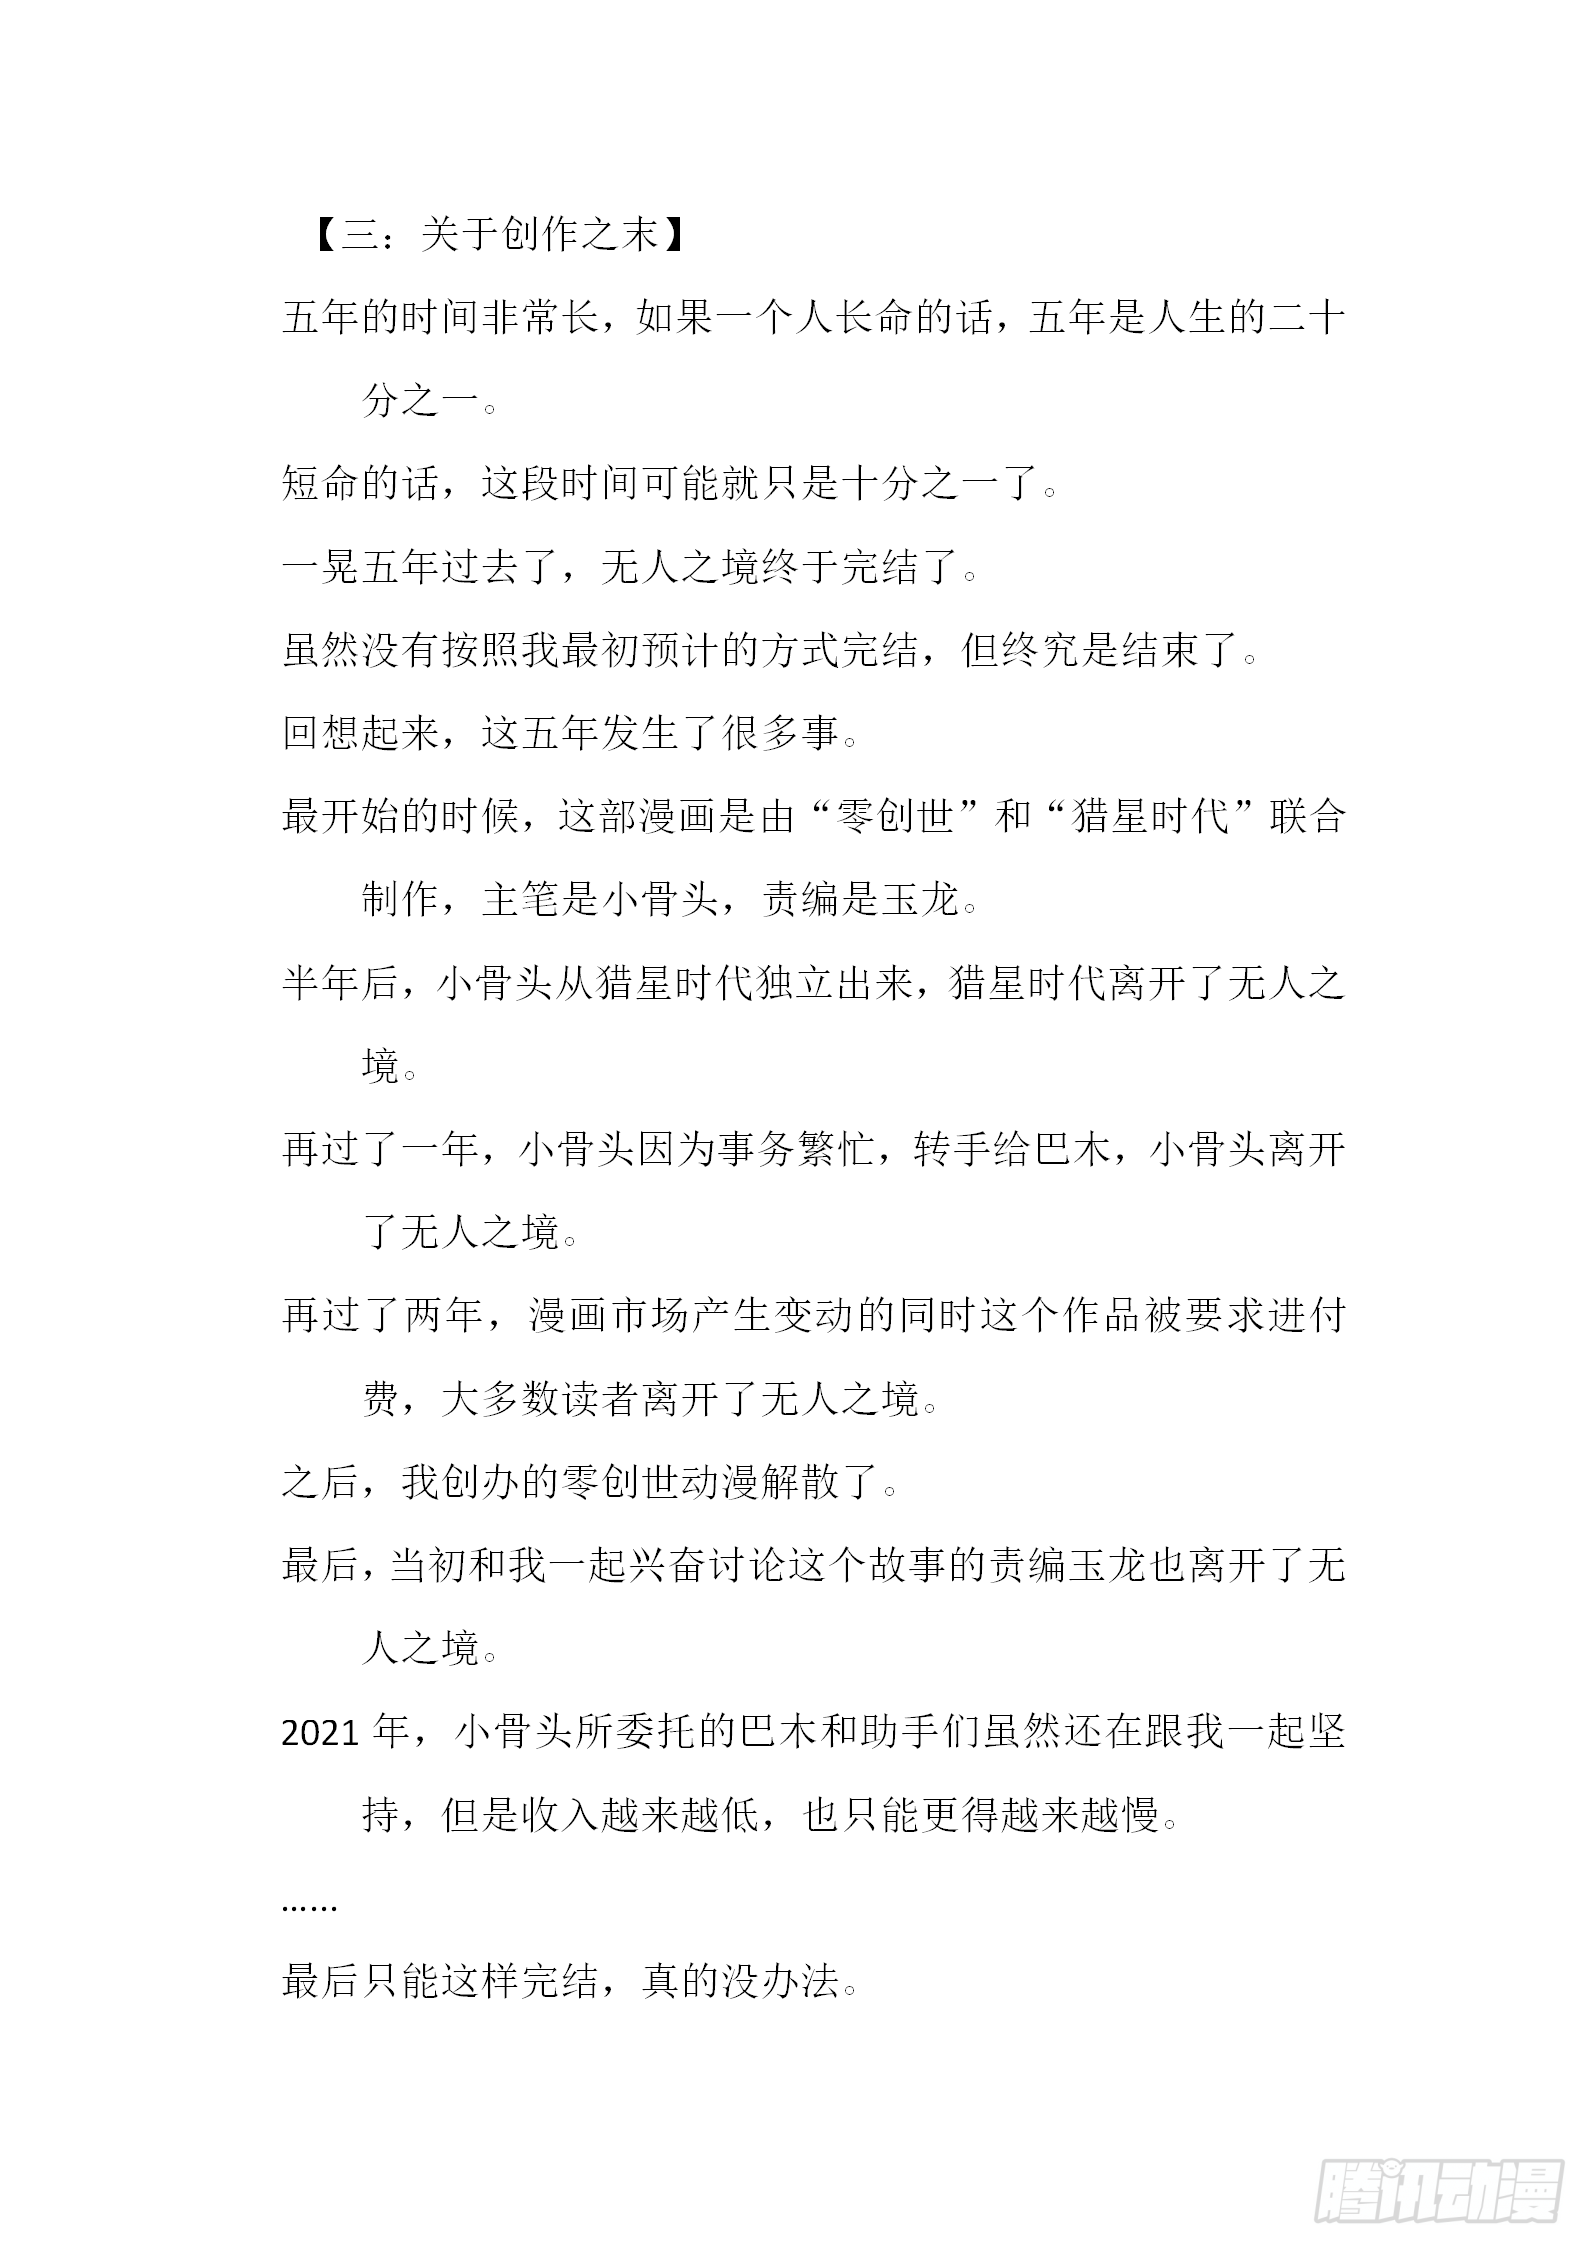 【三：关于创作之末】
五年的时间非常长，如果一个人长命的话，五年是人生的二十
分之一。
短命的话，这段时间可能就只是十分之一了。
一晃五年过去了，无人之境终于完结了。
虽然没有按照我最初预计的方式完结，但终究是结束了。
回想起来，这五年发生了很多事。
最开始的时候，这部漫画是由“零创世”和“猎星时代”联合
制作，主笔是小骨头，责编是玉龙。
半年后，小骨头从猎星时代独立出来，猎星时代离开了无人之
境。
再过了一年，小骨头因为事务繁忙，转手给巴木，小骨头离开
了无人之境。
再过了两年，漫画市场产生变动的同时这个作品被要求进付
费，大多数读者离开了无人之境。
之后，我创办的零创世动漫解散了。
最后，当初和我一起兴奋讨论这个故事的责编玉龙也离开了无
人之境。
2021 年，小骨头所委托的巴木和助手们虽然还在跟我一起坚
持，但是收入越来越低，也只能更得越来越慢。
……
最后只能这样完结，真的没办法。
腾讯动漫